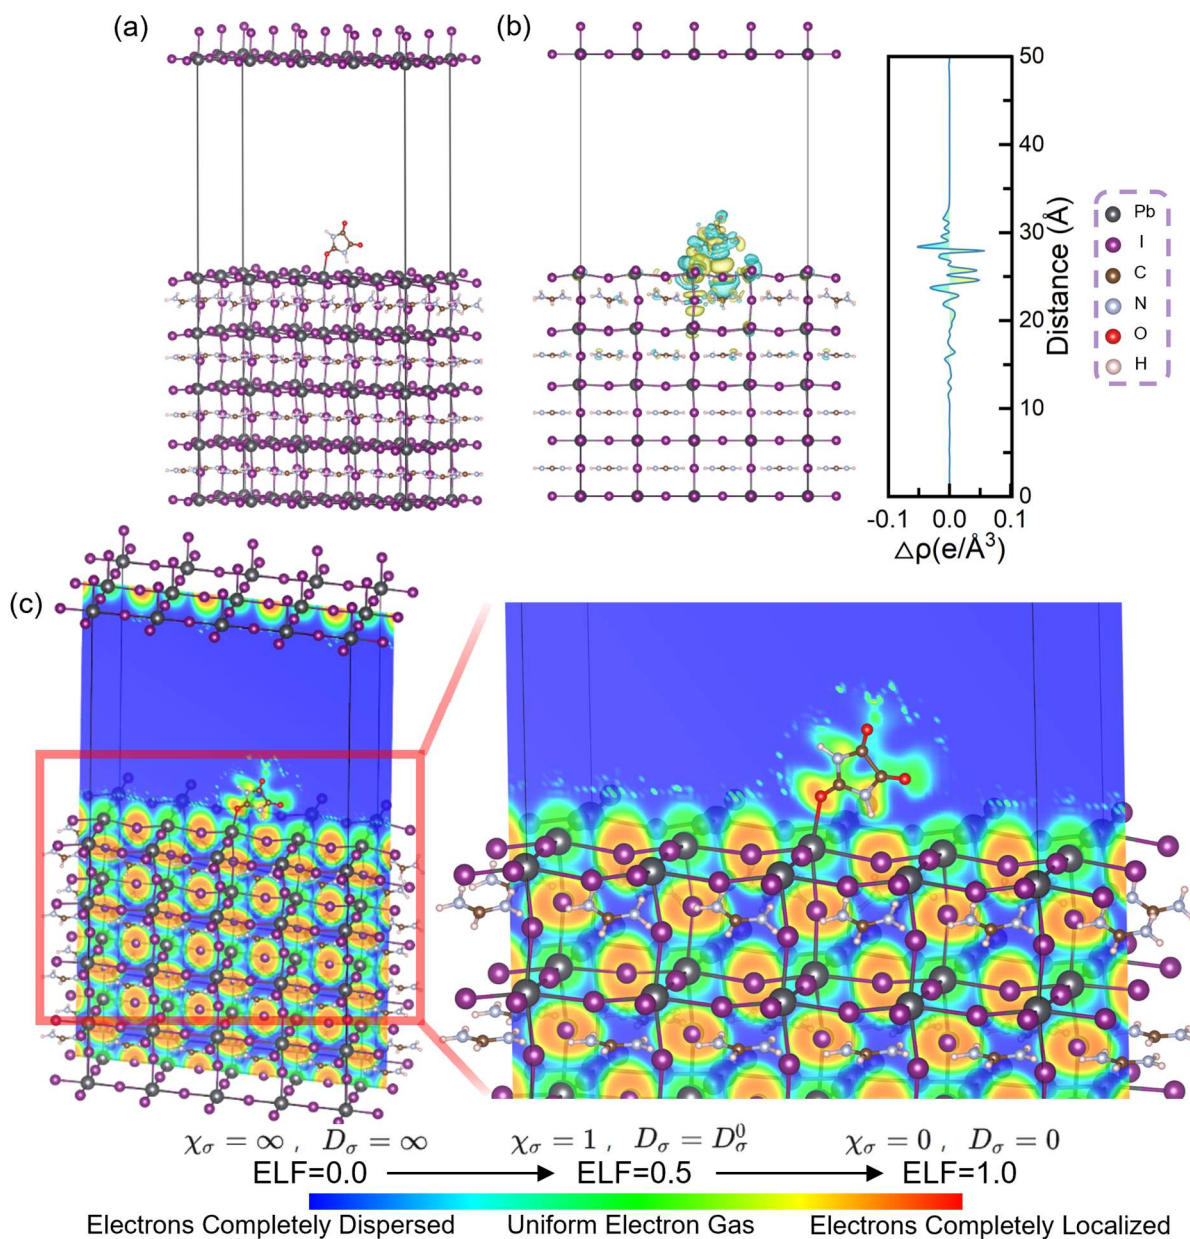 (a)
(b)
50
40
30
20
10
0
Distance (Å)
-0.1 0.0 0.1
△ρ(e/Å³)
Pb
I
C
N
O
H
(c)
χσ = ∞ , Dσ = ∞
χσ = 1 , Dσ = D⁰σ
χσ = 0 , Dσ = 0
ELF=0.0
ELF=0.5
ELF=1.0
Electrons Completely Dispersed
Uniform Electron Gas
Electrons Completely Localized